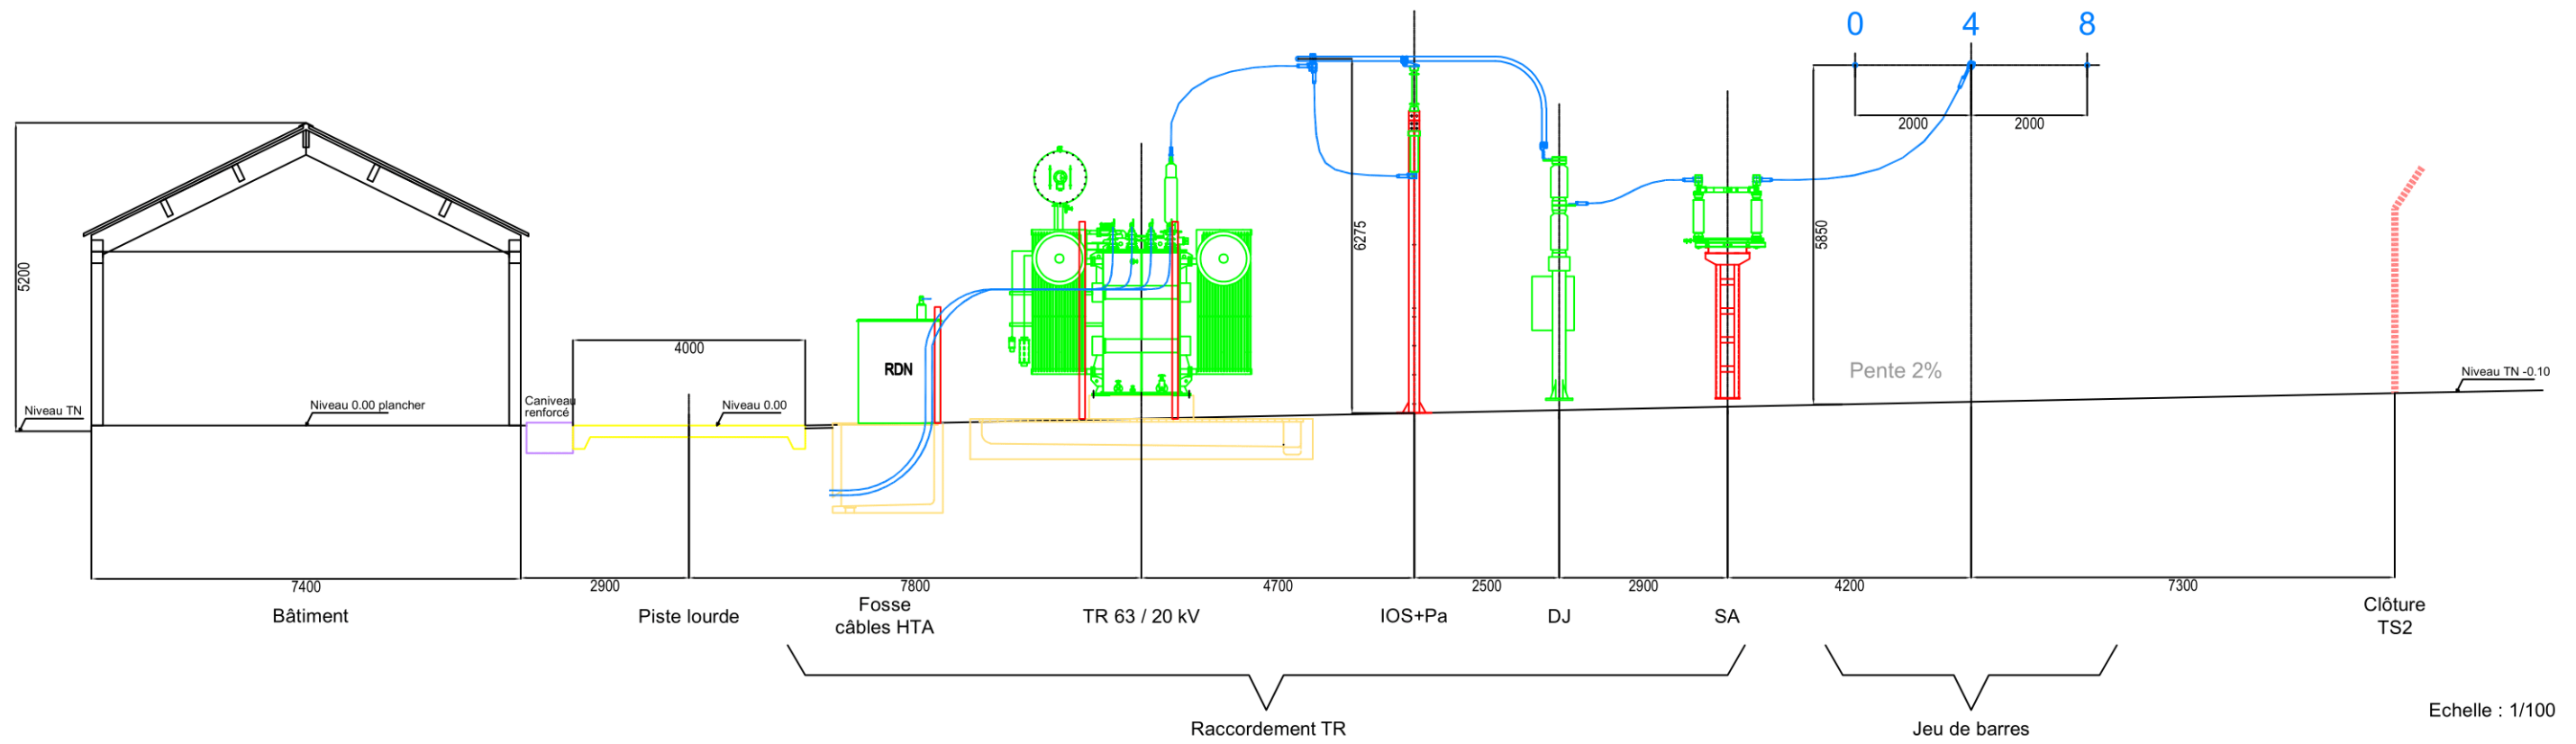 0 4 8
2000 2000
5200
6275
5850
4000
RDN
Pente 2%
Niveau TN
Niveau 0.00 plancher
Caniveau
renforcé
Niveau 0.00
Niveau TN -0.10
7400 2900 7800 4700 2500 2900 4200 7300
Bâtiment
Piste lourde
Fosse
câbles HTA
TR 63 / 20 kV
IOS+Pa
DJ
SA
Clôture
TS2
Raccordement TR
Jeu de barres
Echelle : 1/100